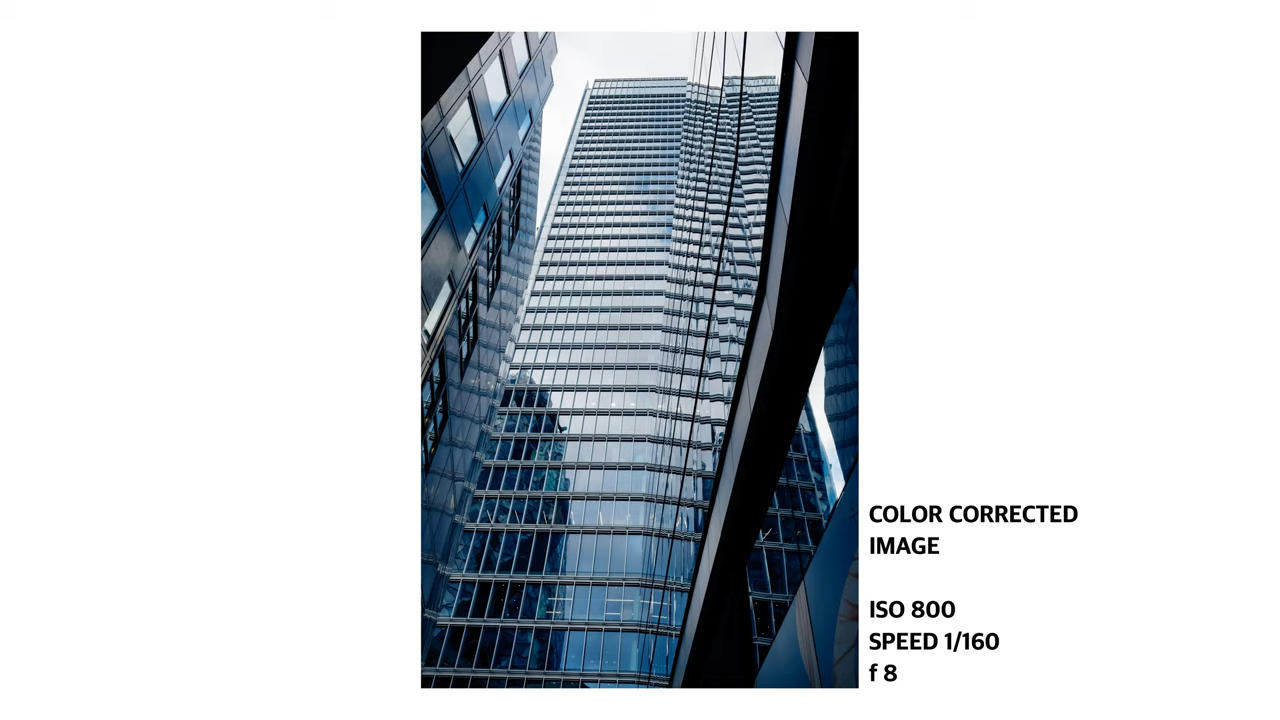 COLOR CORRECTED
IMAGE
ISO 800
SPEED 1/160
f 8